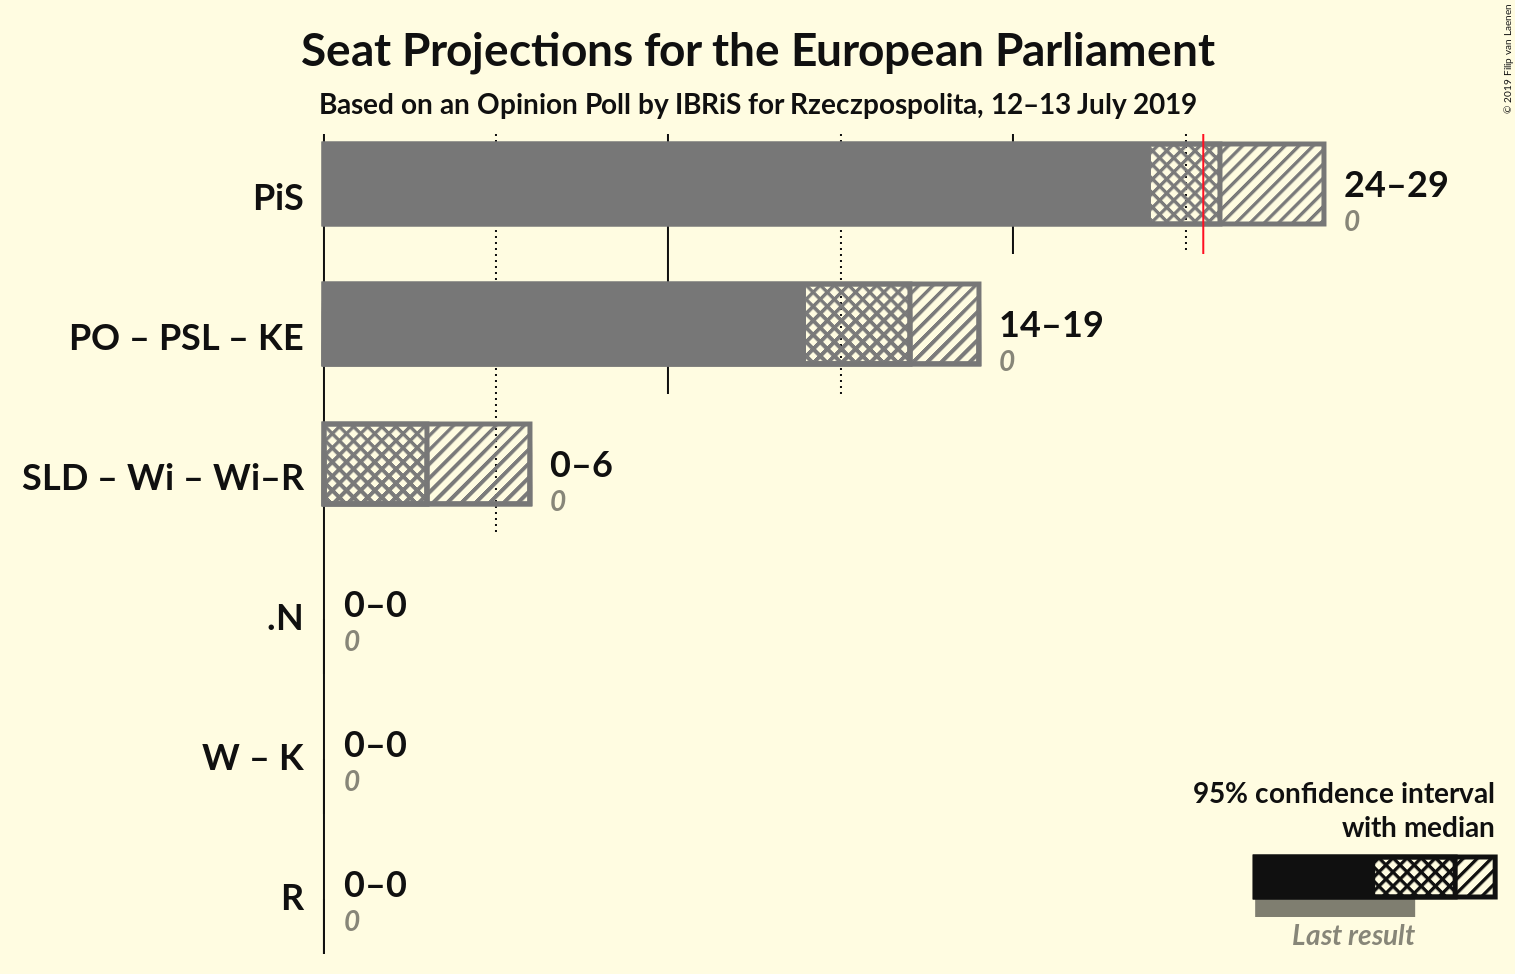 Seat Projections for the European Parliament
Based on an Opinion Poll by IBRiS for Rzeczpospolita, 12–13 July 2019
© 2019 Filip van Laenen
PiS
24–29
0
PO – PSL – KE
14–19
0
SLD – Wi – Wi–R
0–6
0
.N
0–0
0
W – K
0–0
0
R
0–0
0
95% confidence interval
with median
Last result